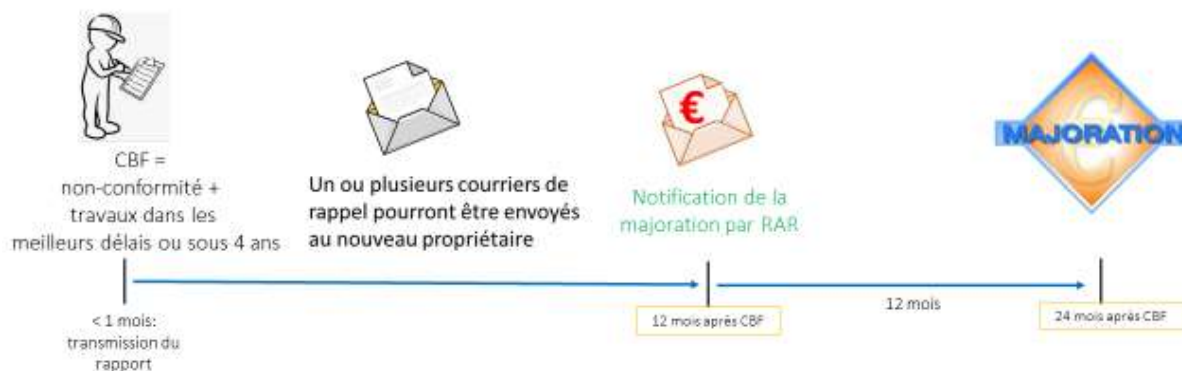 CBF =
non-conformité +
travaux dans les
meilleurs délais ou sous 4 ans
Un ou plusieurs courriers de
rappel pourront être envoyés
au nouveau propriétaire
€
Notification de la
majoration par RAR
€
MAJORATION
< 1 mois:
transmission du
rapport
12 mois après CBF
12 mois
24 mois après CBF